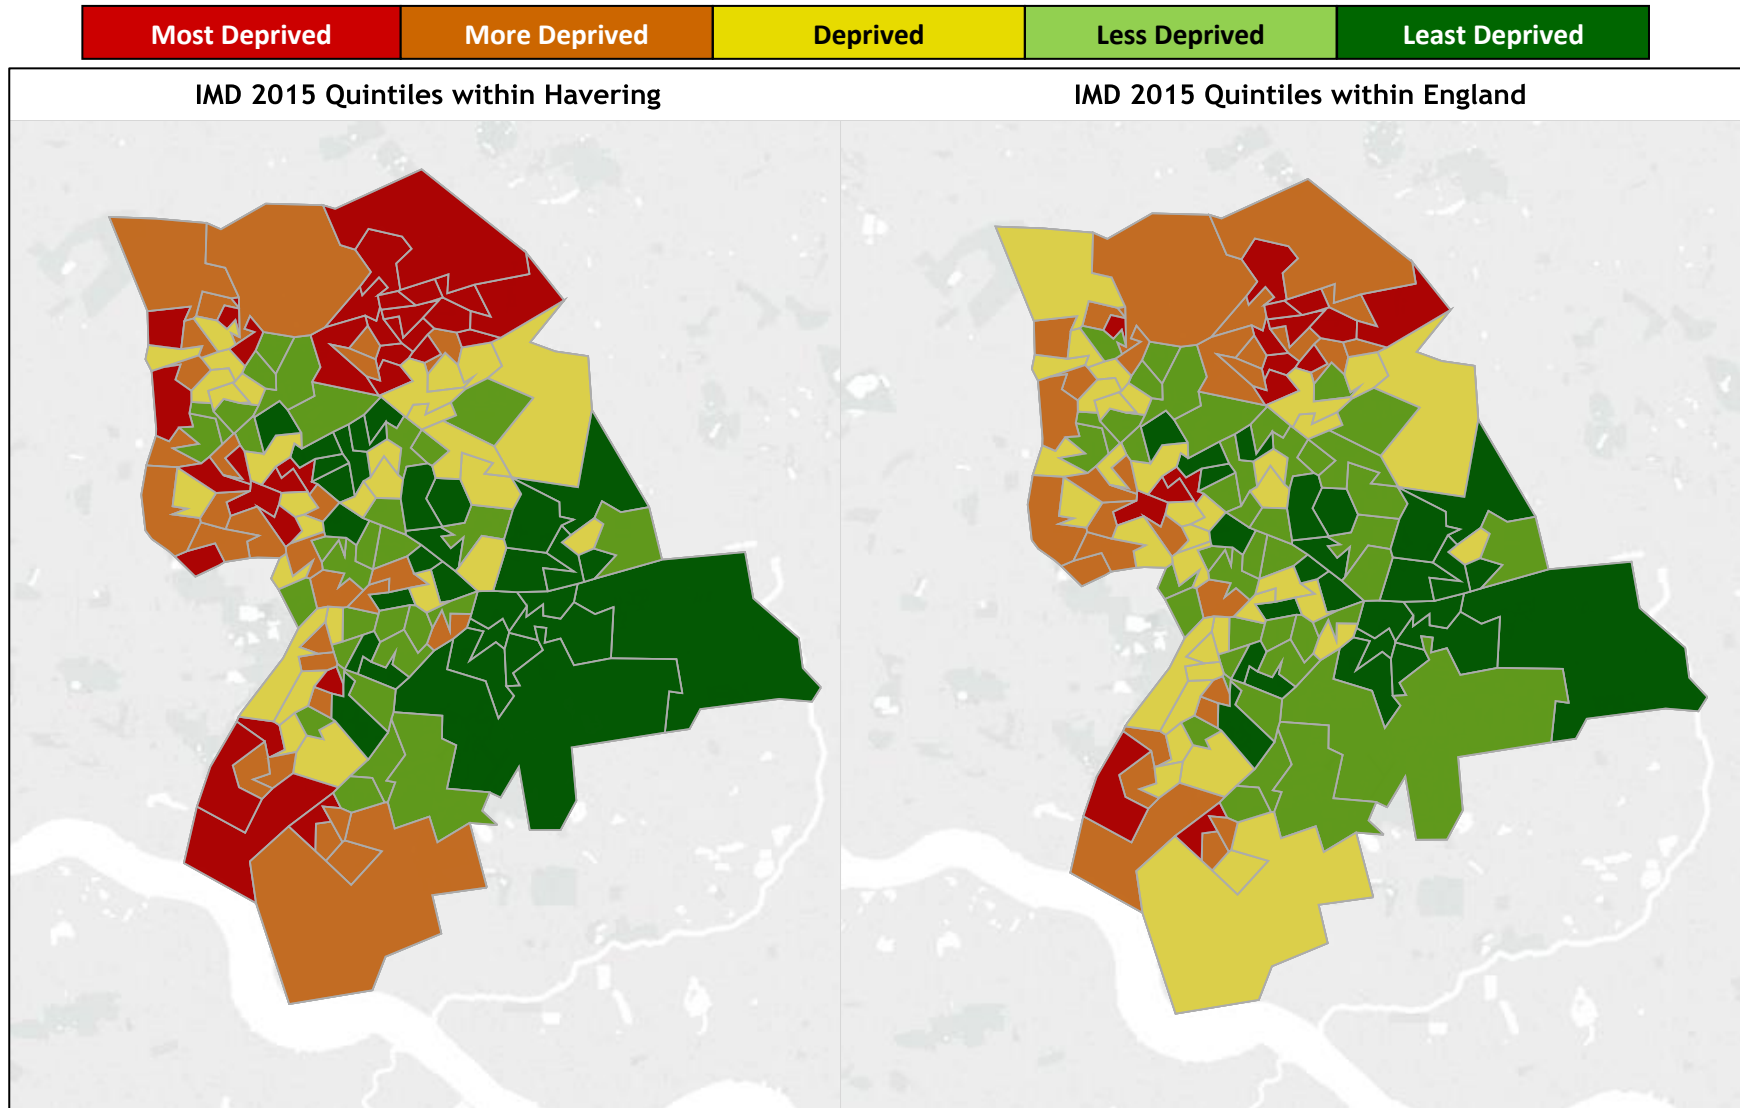 Most Deprived More Deprived Deprived Less Deprived Least Deprived
IMD 2015 Quintiles within Havering IMD 2015 Quintiles within England